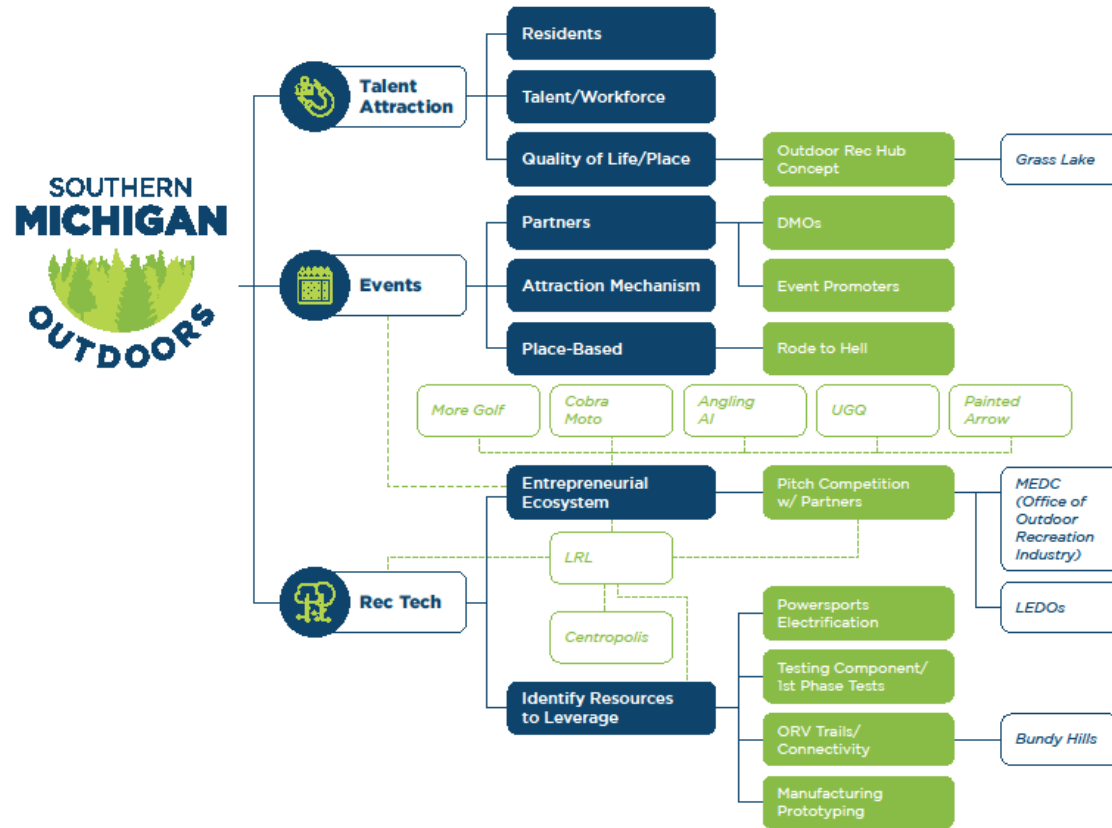 SOUTHERN
MICHIGAN
OUTDOORS
Talent
Attraction
Residents
Talent/Workforce
Quality of Life/Place
Outdoor Rec Hub
Concept
Grass Lake
Events
Partners
DMOs
Event Promoters
Attraction Mechanism
Place-Based
Rode to Hell
More Golf
Cobra
Moto
Angling
AI
UGQ
Painted
Arrow
Rec Tech
Entrepreneurial
Ecosystem
Pitch Competition
w/ Partners
MEDC
(Office of
Outdoor
Recreation
Industry)
LEDOs
LRL
Centropolis
Identify Resources
to Leverage
Powersports
Electrification
Testing Component/
1st Phase Tests
ORV Trails/
Connectivity
Bundy Hills
Manufacturing
Prototyping